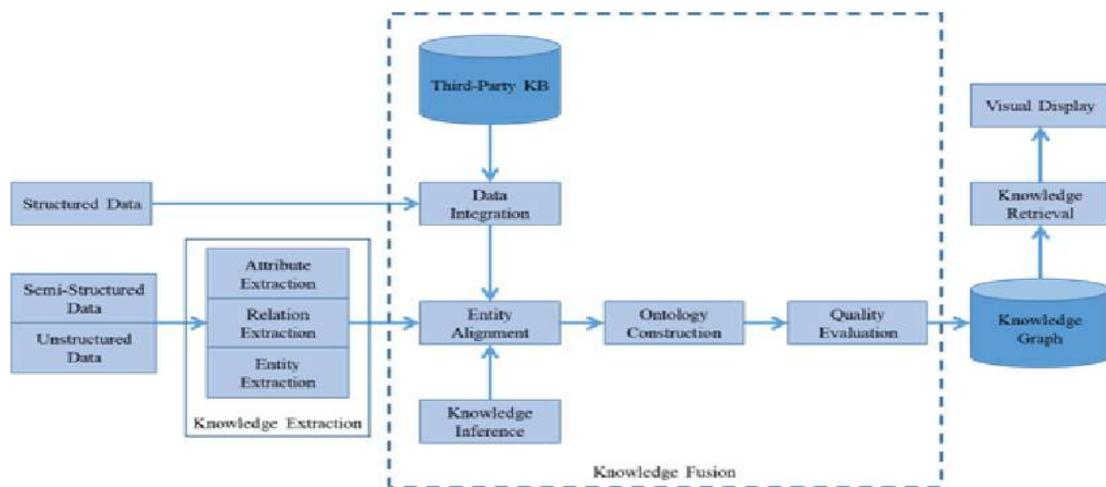 Third-Party KB
Visual Display
Structured Data
Data
Integration
Knowledge
Retrieval
Semi-Structured
Data
Unstructured
Data
Attribute
Extraction
Relation
Extraction
Entity
Extraction
Knowledge Extraction
Entity
Alignment
Ontology
Construction
Quality
Evaluation
Knowledge
Graph
Knowledge
Inference
Knowledge Fusion